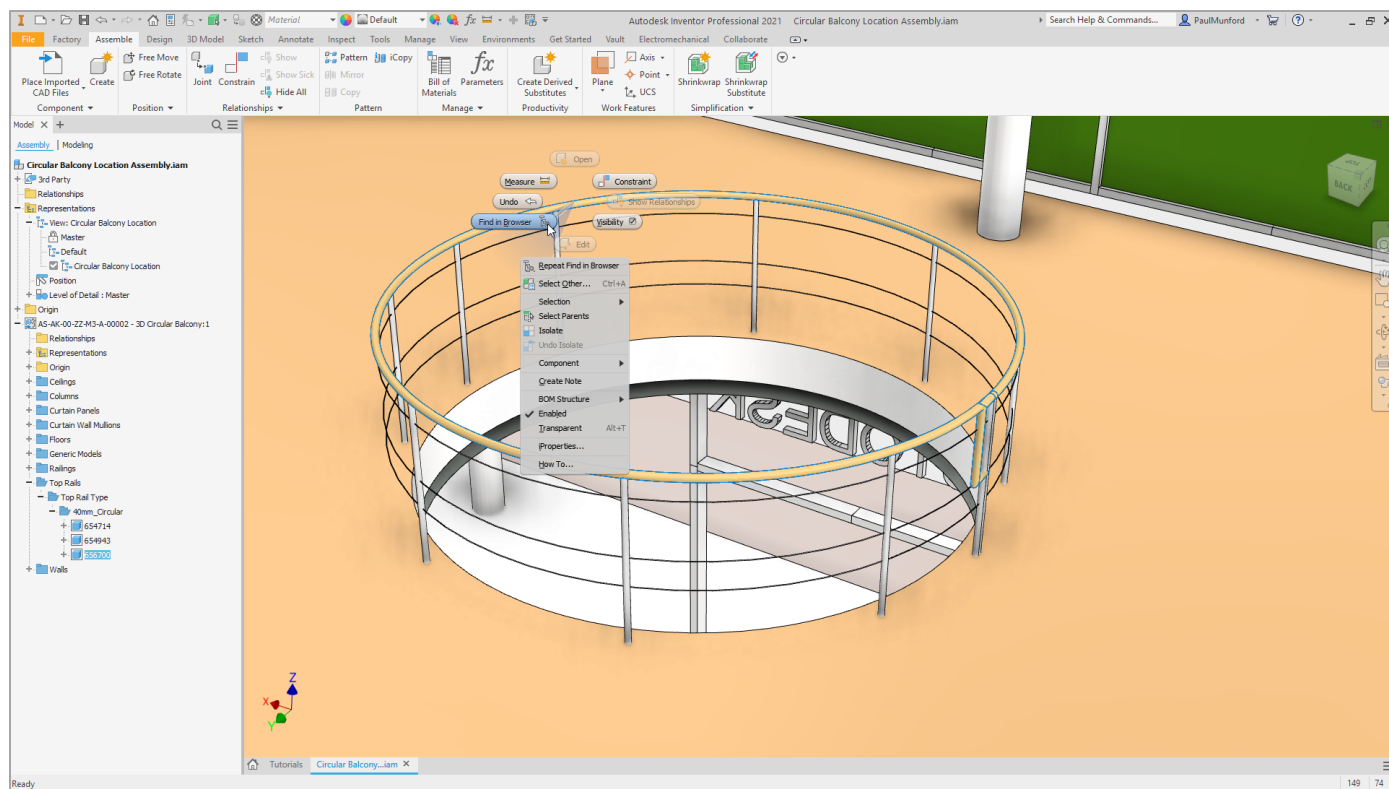 Material Default Autodesk Inventor Professional 2021 Circular Balcony Location Assembly.iam Search Help & Commands... PaulMunford
File Factory Assemble Design 3D Model Sketch Annotate Inspect Tools Manage View Environments Get Started Vault Electromechanical Collaborate
Free Move Show Pattern iCopy Axis
Free Rotate Show Sick Mirror Point
Place Imported CAD Files Create Joint Constrain Hide All Copy Bill of Materials Parameters Create Derived Substitutes Plane UCS Shrinkwrap Shrinkwrap Substitute
Component Position Relationships Pattern Manage Productivity Work Features Simplification
Model
Assembly Modeling
Circular Balcony Location Assembly.iam
3rd Party
Relationships
Representations
View: Circular Balcony Location
Master
Default
Circular Balcony Location
Position
Level of Detail : Master
Origin
AS-AK-00-ZZ-M3-A-00002 - 3D Circular Balcony:1
Relationships
Representations
Origin
Ceilings
Columns
Curtain Panels
Curtain Wall Mullions
Floors
Generic Models
Railings
Top Rails
Top Rail Type
40mm_Circular
654714
654943
656700
Walls
Open
Measure Constraint
Undo Show Relationships
Find in Browser Visibility
Edit
Repeat Find in Browser
Select Other... Ctrl+A
Selection
Select Parents
Isolate
Undo Isolate
Component
Create Note
BOM Structure
Enabled
Transparent Alt+T
iProperties...
How To...
BACK
Z
X
Y
Tutorials Circular Balcony...iam
Ready 149 74